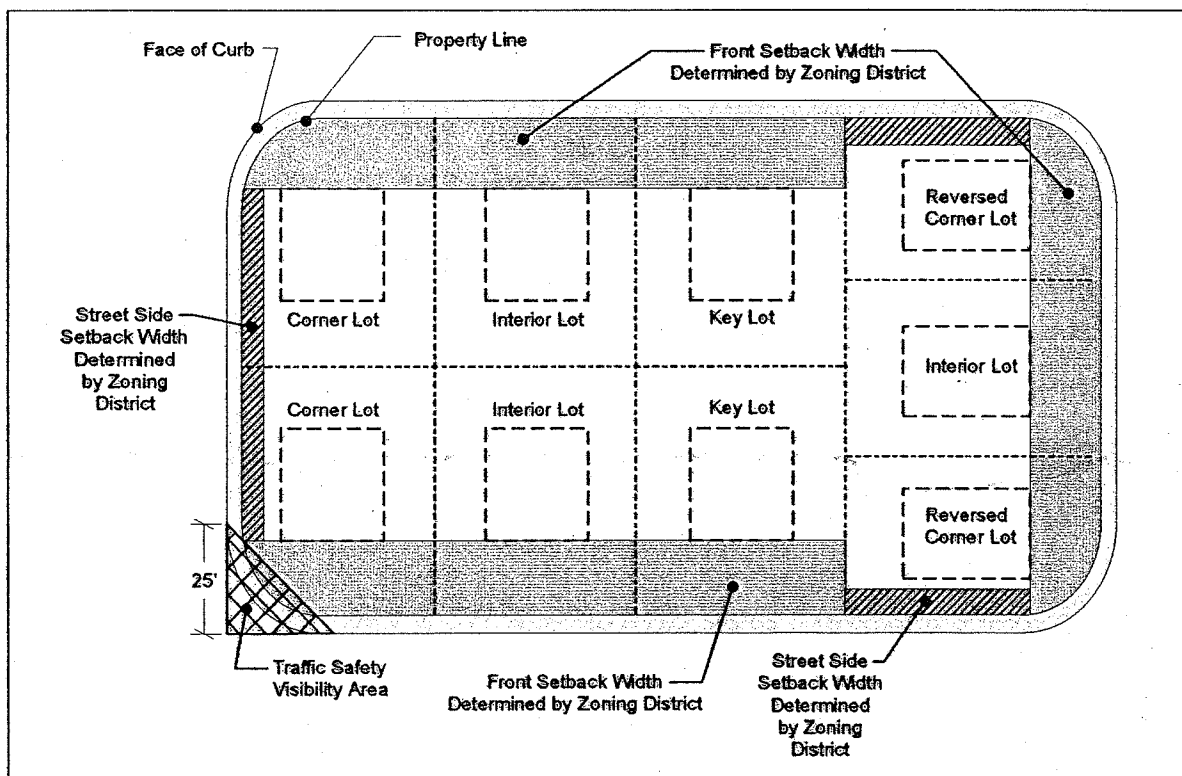 Face of Curb
Property Line
Front Setback Width
Determined by Zoning District
Reversed
Corner Lot
Street Side
Setback Width
Determined
by Zoning
District
Corner Lot
Interior Lot
Key Lot
Interior Lot
Corner Lot
Interior Lot
Key Lot
Reversed
Corner Lot
25'
Traffic Safety
Visibility Area
Front Setback Width
Determined by Zoning District
Street Side
Setback Width
Determined
by Zoning
District